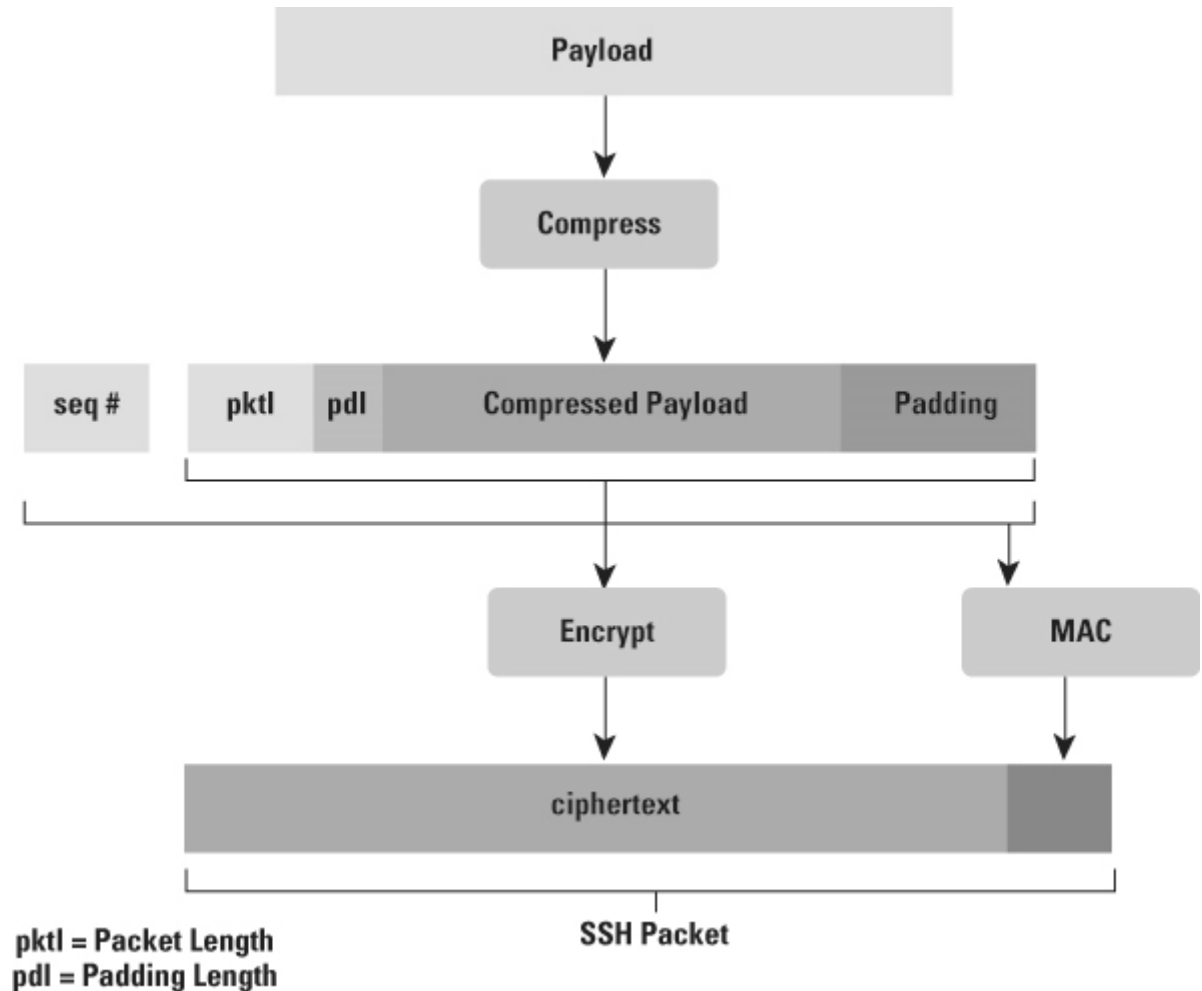 Payload
Compress
seq # pktl pdl Compressed Payload Padding
Encrypt MAC
ciphertext
SSH Packet
pktl = Packet Length
pdl = Padding Length